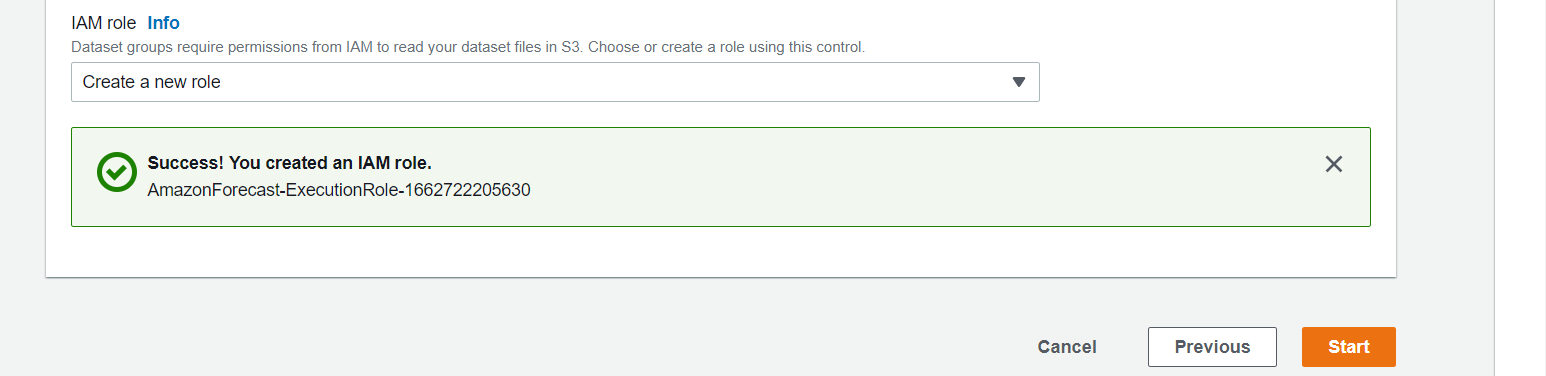 IAM role Info
Dataset groups require permissions from IAM to read your dataset files in S3. Choose or create a role using this control.
Create a new role
Success! You created an IAM role.
AmazonForecast-ExecutionRole-1662722205630
Cancel Previous Start